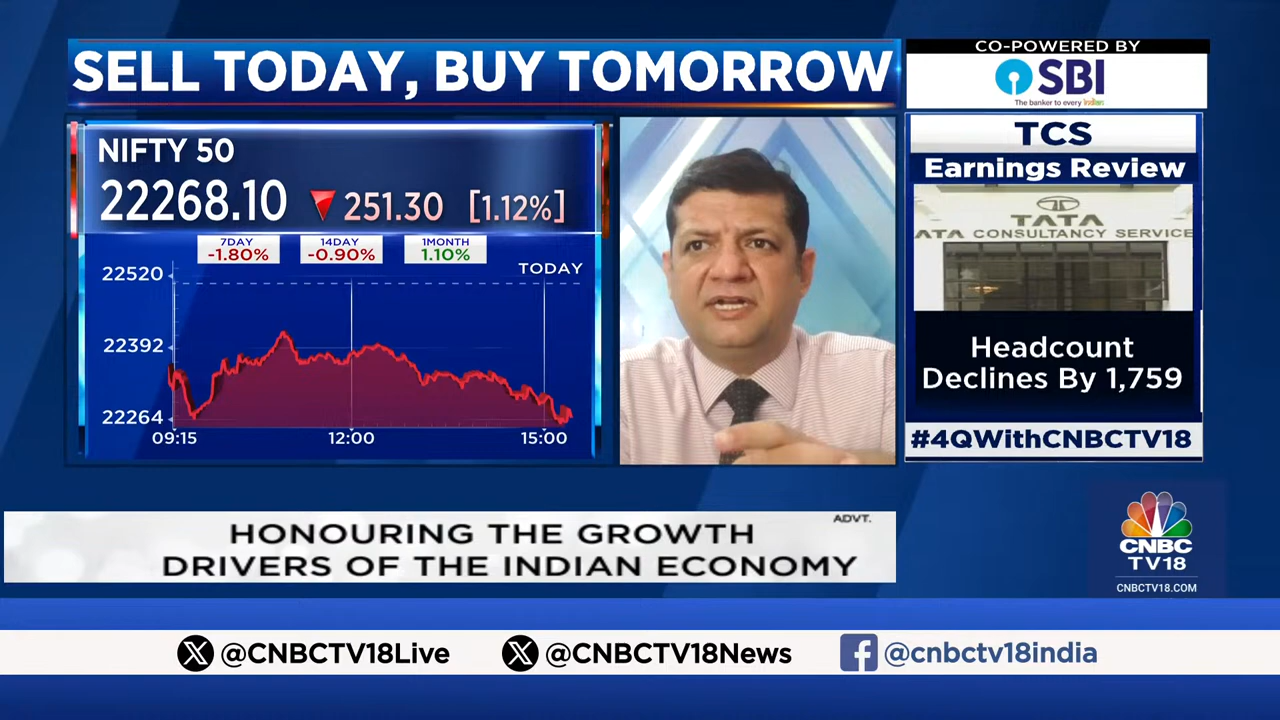 SELL TODAY, BUY TOMORROW
CO-POWERED BY
SBI
The banker to every indian
NIFTY 50
22268.10 ▼ 251.30 [1.12%]
7DAY
-1.80%
14DAY
-0.90%
1MONTH
1.10%
TODAY
22520
22392
22264
09:15 12:00 15:00
TCS
Earnings Review
TATA
ATA CONSULTANCY SERVICE
Headcount
Declines By 1,759
#4QWithCNBCTV18
ADVT.
HONOURING THE GROWTH
DRIVERS OF THE INDIAN ECONOMY
CNBC
TV18
CNBCTV18.COM
@CNBCTV18Live @CNBCTV18News @cnbctv18india